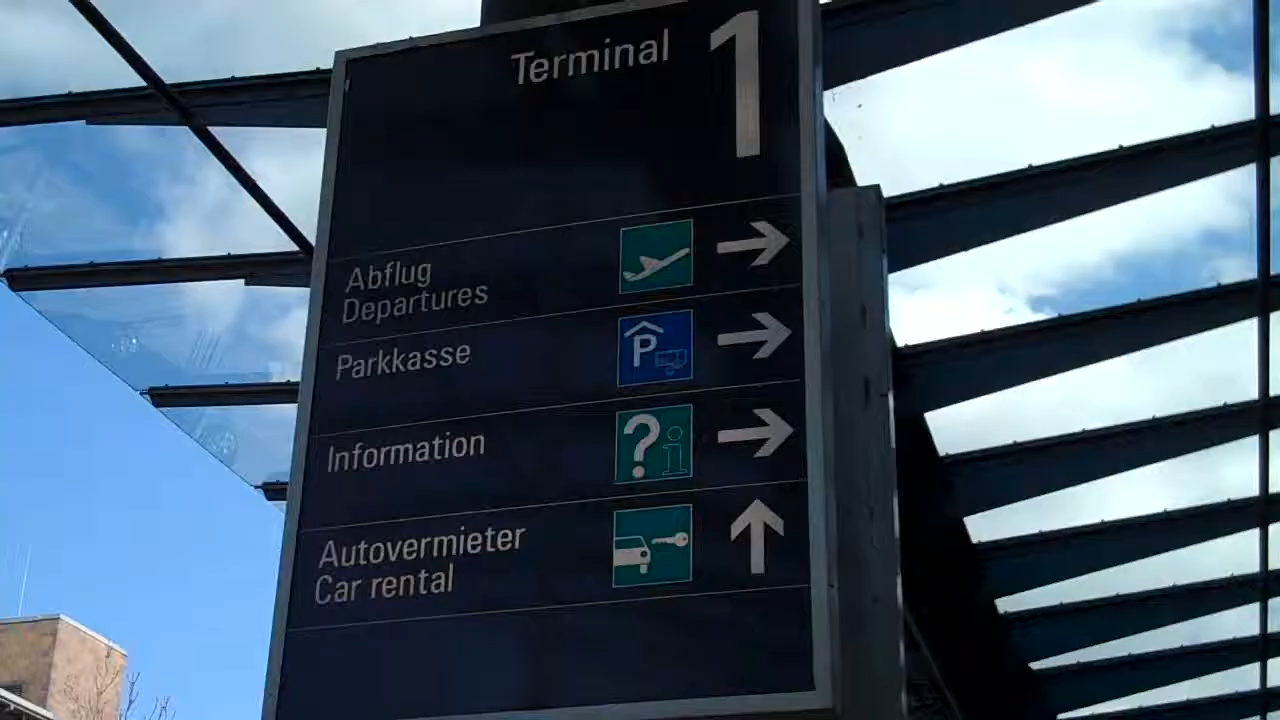 Terminal 1
Abflug
Departures
Parkkasse
P
Information
? i
Autovermieter
Car rental